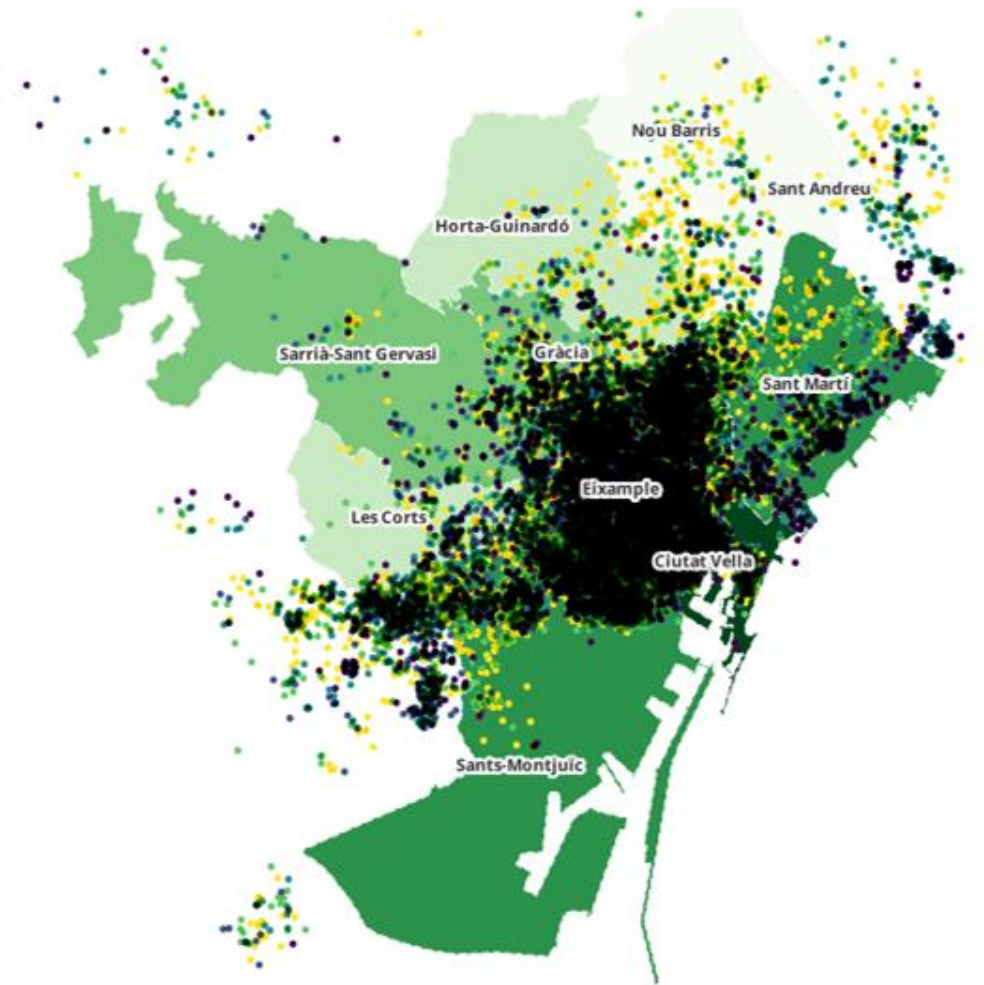 Nou Barris
Sant Andreu
Horta-Guinardó
Sarrià-Sant Gervasi
Gràcia
Sant Martí
Eixample
Les Corts
Ciutat Vella
Sants-Montjuïc